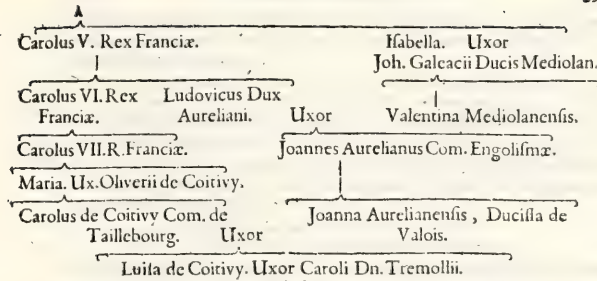 A
Carolus V. Rex Franciæ. Isabella. Uxor
Joh. Galeacii Ducis Mediolan.
Carolus VI. Rex Ludovicus Dux
Franciæ. Aureliani. Uxor Valentina Mediolanensis.
Carolus VII. R. Franciæ. Joannes Aurelianus Com. Engolismæ.
Maria. Ux. Oliverii de Coitivy.
Carolus de Coitivy Com. de Joanna Aurelianensis, Ducissa de
Taillebourg. Uxor Valois.
Luisa de Coitivy. Uxor Caroli Dn. Tremollii.